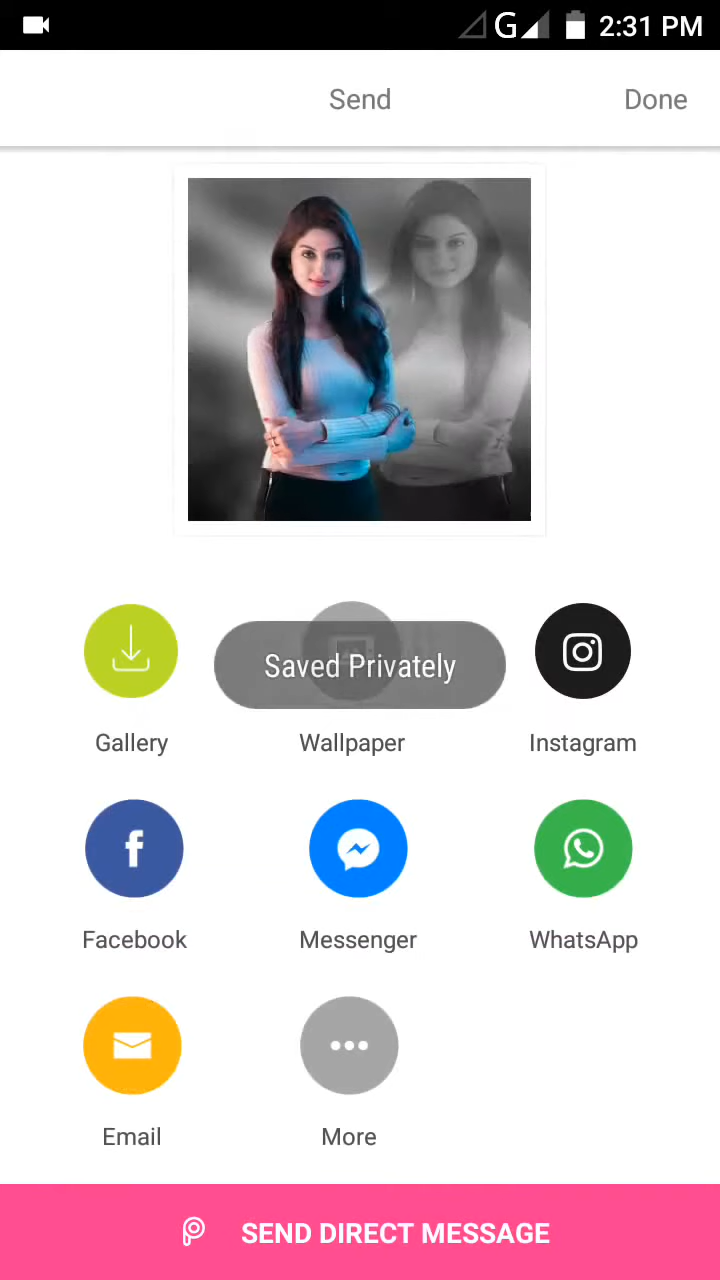 G 2:31 PM
Send Done
Saved Privately
Gallery Wallpaper Instagram
Facebook Messenger WhatsApp
Email More
SEND DIRECT MESSAGE